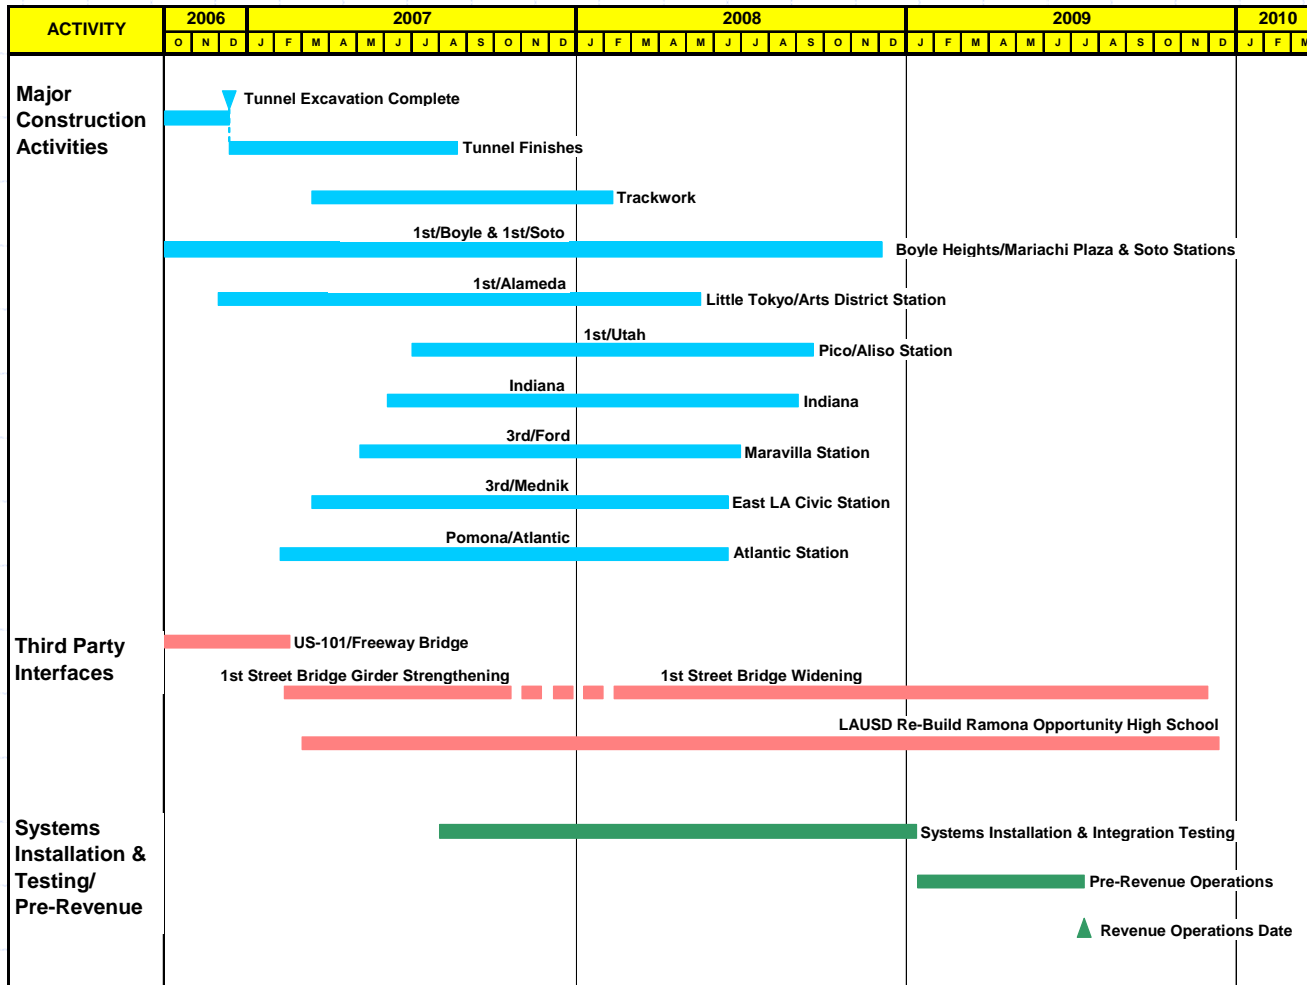 ACTIVITY 2006 2007 2008 2009 2010
O N D J F M A M J J A S O N D J F M A M J J A S O N D J F M A M J J A S O N D J F M
Major
Construction
Activities
Tunnel Excavation Complete
Tunnel Finishes
Trackwork
1st/Boyle & 1st/Soto
Boyle Heights/Mariachi Plaza & Soto Stations
1st/Alameda
Little Tokyo/Arts District Station
1st/Utah
Pico/Aliso Station
Indiana
Indiana
3rd/Ford
Maravilla Station
3rd/Mednik
East LA Civic Station
Pomona/Atlantic
Atlantic Station
Third Party
Interfaces
US-101/Freeway Bridge
1st Street Bridge Girder Strengthening
1st Street Bridge Widening
LAUSD Re-Build Ramona Opportunity High School
Systems
Installation &
Testing/
Pre-Revenue
Systems Installation & Integration Testing
Pre-Revenue Operations
Revenue Operations Date